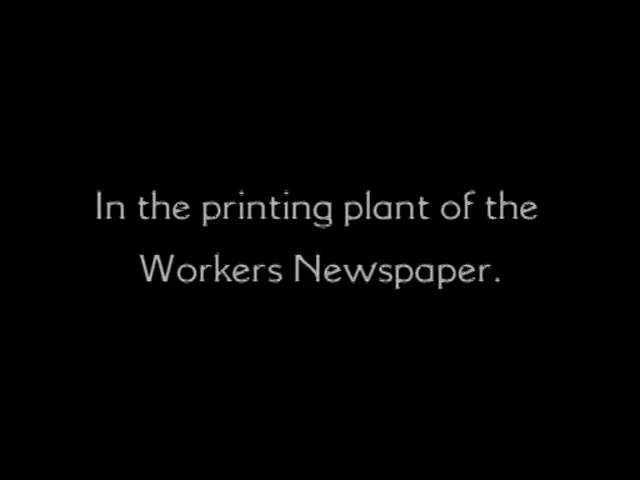 In the printing plant of the
Workers Newspaper.